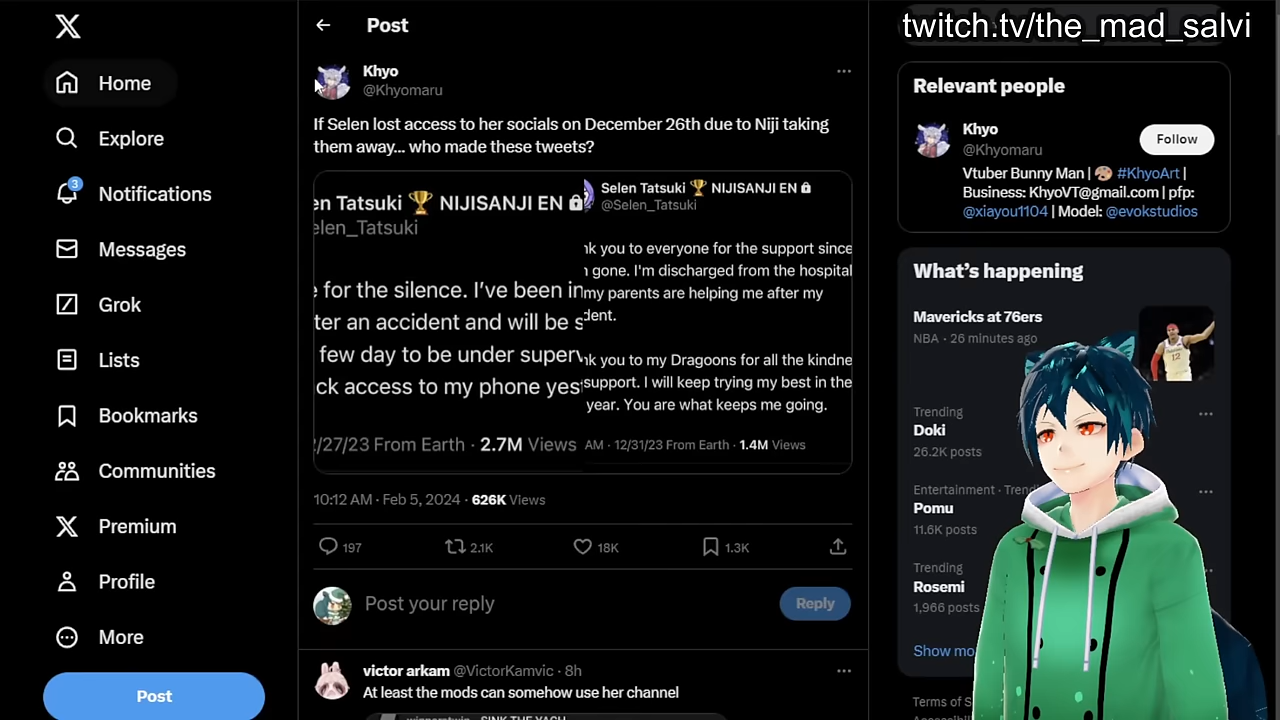 twitch.tv/the_mad_salvi
Home
Explore
3
Notifications
Messages
Grok
Lists
Bookmarks
Communities
Premium
Profile
More
Post
Post
Khyo
@Khyomaru
If Selen lost access to her socials on December 26th due to Niji taking
them away... who made these tweets?
en Tatsuki 🏆 NIJISANJI EN
elen_Tatsuki
e for the silence. I've been in
ter an accident and will be s
few day to be under superv
ck access to my phone yes
/27/23 From Earth · 2.7M Views
Selen Tatsuki 🏆 NIJISANJI EN
@Selen_Tatsuki
nk you to everyone for the support since
gone. I'm discharged from the hospital
my parents are helping me after my
dent.
nk you to my Dragoons for all the kindne
support. I will keep trying my best in the
year. You are what keeps me going.
AM · 12/31/23 From Earth · 1.4M Views
10:12 AM · Feb 5, 2024 · 626K Views
197
2.1K
18K
1.3K
Post your reply
Reply
victor arkam @VictorKamvic · 8h
At least the mods can somehow use her channel
Relevant people
Khyo
@Khyomaru
Follow
Vtuber Bunny Man | 🎨 #KhyoArt |
Business: KhyoVT@gmail.com | pfp:
@xiayou1104 | Model: @evokstudios
What's happening
Mavericks at 76ers
NBA · 26 minutes ago
12
Trending
Doki
26.2K posts
Entertainment · Trend
Pomu
11.6K posts
Trending
Rosemi
1,966 posts
Show mo
Terms of S